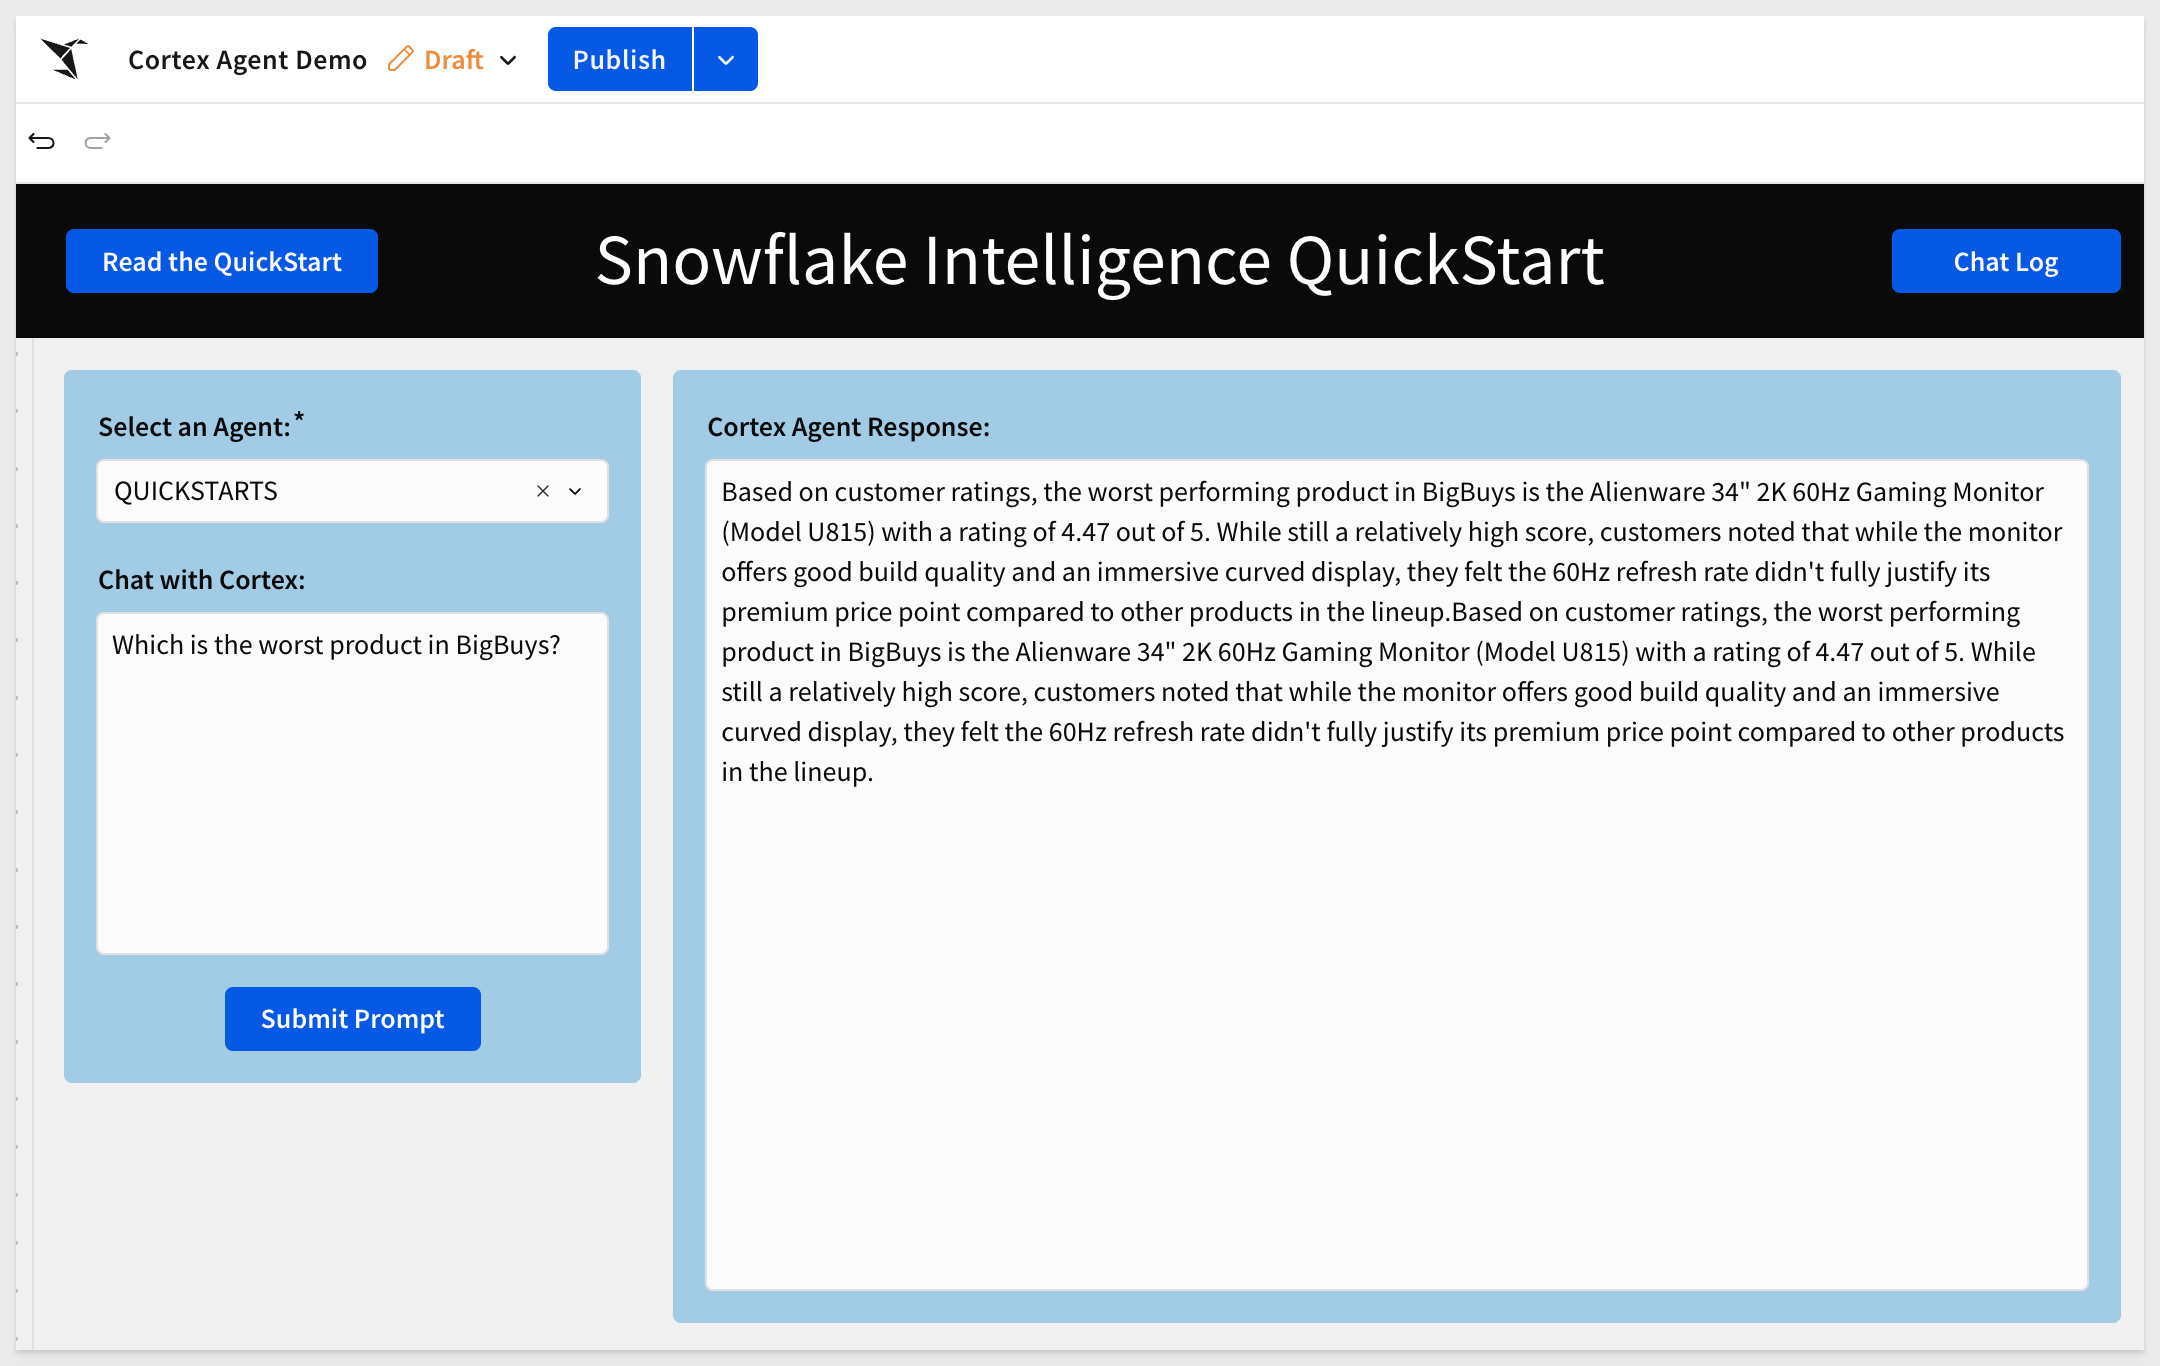 Cortex Agent Demo Draft Publish
Read the QuickStart
Snowflake Intelligence QuickStart
Chat Log
Select an Agent:*
QUICKSTARTS
Chat with Cortex:
Which is the worst product in BigBuys?
Submit Prompt
Cortex Agent Response:
Based on customer ratings, the worst performing product in BigBuys is the Alienware 34" 2K 60Hz Gaming Monitor
(Model U815) with a rating of 4.47 out of 5. While still a relatively high score, customers noted that while the monitor
offers good build quality and an immersive curved display, they felt the 60Hz refresh rate didn't fully justify its
premium price point compared to other products in the lineup.Based on customer ratings, the worst performing
product in BigBuys is the Alienware 34" 2K 60Hz Gaming Monitor (Model U815) with a rating of 4.47 out of 5. While
still a relatively high score, customers noted that while the monitor offers good build quality and an immersive
curved display, they felt the 60Hz refresh rate didn't fully justify its premium price point compared to other products
in the lineup.